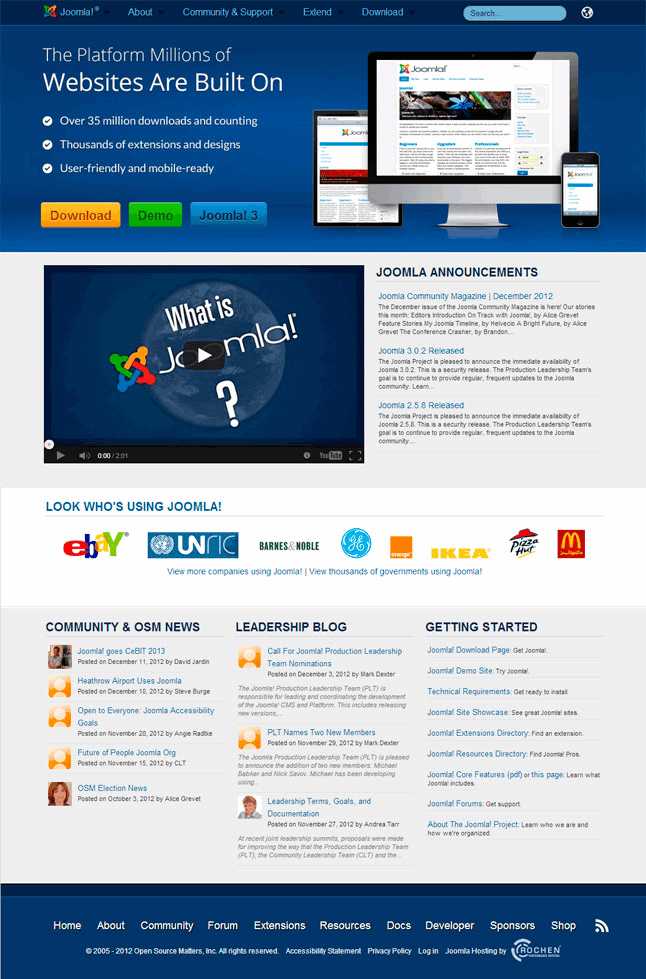 Joomla!® About Community & Support Extend Download Search...
The Platform Millions of
Websites Are Built On
Over 35 million downloads and counting
Thousands of extensions and designs
User-friendly and mobile-ready
Download Demo Joomla! 3
Joomla!
What is
Joomla!
?
0:00 / 2:01 YouTube
JOOMLA ANNOUNCEMENTS
Joomla Community Magazine | December 2012
The December issue of the Joomla Community Magazine is here! Our stories
this month: Editors Introduction On Track with Joomla!, by Alice Grevet
Feature Stories My Joomla Timeline, by Helvecio A Bright Future, by Alice
Grevet The Conference Crasher, by Brandon...
Joomla 3.0.2 Released
The Joomla Project is pleased to announce the immediate availability of
Joomla 3.0.2. This is a security release. The Production Leadership Team's
goal is to continue to provide regular, frequent updates to the Joomla
community. Learn...
Joomla 2.5.8 Released
The Joomla Project is pleased to announce the immediate availability of
Joomla 2.5.8. This is a security release. The Production Leadership Team's
goal is to continue to provide regular, frequent updates to the Joomla
community....
LOOK WHO'S USING JOOMLA!
ebaY® UNric BARNES&NOBLE GE orange IKEA Pizza Hut
View more companies using Joomla! | View thousands of governments using Joomla!
COMMUNITY & OSM NEWS
Joomla! goes CeBIT 2013
Posted on December 11, 2012 by David Jardin
Heathrow Airport Uses Joomla
Posted on December 10, 2012 by Steve Burge
Open to Everyone: Joomla Accessibility
Goals
Posted on November 28, 2012 by Angie Radtke
Future of People Joomla Org
Posted on November 15, 2012 by CLT
OSM Election News
Posted on October 3, 2012 by Alice Grevet
LEADERSHIP BLOG
Call For Joomla! Production Leadership
Team Nominations
Posted on December 3, 2012 by Mark Dexter
The Joomla! Production Leadership Team (PLT) is
responsible for leading and coordinating the development
of the Joomla! CMS and Platform. This includes releasing
new versions,...
PLT Names Two New Members
Posted on November 29, 2012 by Mark Dexter
The Joomla Production Leadership Team (PLT) is pleased
to announce the addition of two new members: Michael
Babker and Nick Savov. Michael has been developing
using...
Leadership Terms, Goals, and
Documentation
Posted on November 27, 2012 by Andrea Tarr
At recent joint leadership summits, proposals were made
for improving the way that the Production Leadership Team
(PLT), the Community Leadership Team (CLT) and the...
GETTING STARTED
Joomla! Download Page: Get Joomla!.
Joomla! Demo Site: Try Joomla!.
Technical Requirements: Get ready to install.
Joomla! Site Showcase: See great Joomla! sites.
Joomla! Extensions Directory: Find an extension.
Joomla! Resources Directory: Find Joomla! Pros.
Joomla! Core Features (pdf) or this page: Learn what
Joomla! includes.
Joomla! Forums: Get support.
About The Joomla! Project: Learn who we are and
how we're organized.
Home About Community Forum Extensions Resources Docs Developer Sponsors Shop
© 2005 - 2012 Open Source Matters, Inc. All rights reserved. Accessibility Statement Privacy Policy Log in Joomla Hosting by ROCHEN